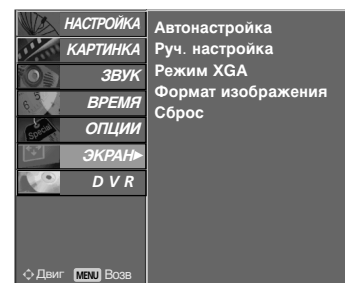 НАСТРОЙКА
КАРТИНКА
ЗВУК
ВРЕМЯ
ОПЦИИ
ЭКРАН
D V R
Автонастройка
Руч. настройка
Режим XGA
Формат изображения
Сброс
Двиг MENU Возв